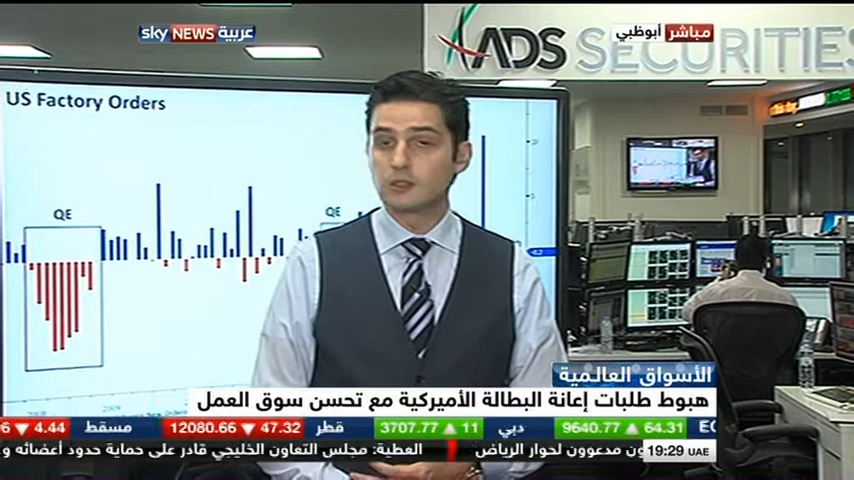 sky NEWS عربية
مباشر أبوظبي
ADS SECURITIES
US Factory Orders
QE
QE
الأسواق العالمية
هبوط طلبات إعانة البطالة الأميركية مع تحسن سوق العمل
64.31 ▲ 9640.77 دبي 11 ▲ 3707.77 قطر 47.32 ▼ 12080.66 مسقط 4.44 ▼
ون مدعوون لحوار الرياض العطية: مجلس التعاون الخليجي قادر على حماية حدود أعضائه و
19:29 UAE